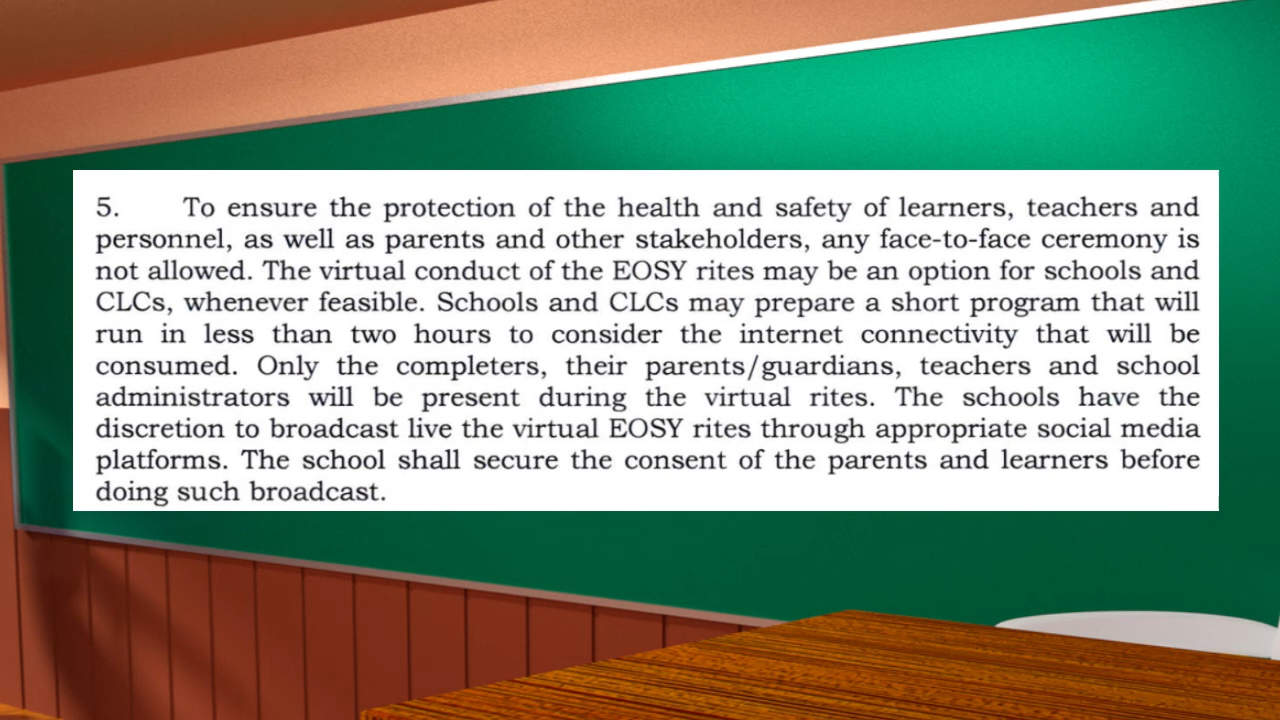 5. To ensure the protection of the health and safety of learners, teachers and
personnel, as well as parents and other stakeholders, any face-to-face ceremony is
not allowed. The virtual conduct of the EOSY rites may be an option for schools and
CLCs, whenever feasible. Schools and CLCs may prepare a short program that will
run in less than two hours to consider the internet connectivity that will be
consumed. Only the completers, their parents/guardians, teachers and school
administrators will be present during the virtual rites. The schools have the
discretion to broadcast live the virtual EOSY rites through appropriate social media
platforms. The school shall secure the consent of the parents and learners before
doing such broadcast.